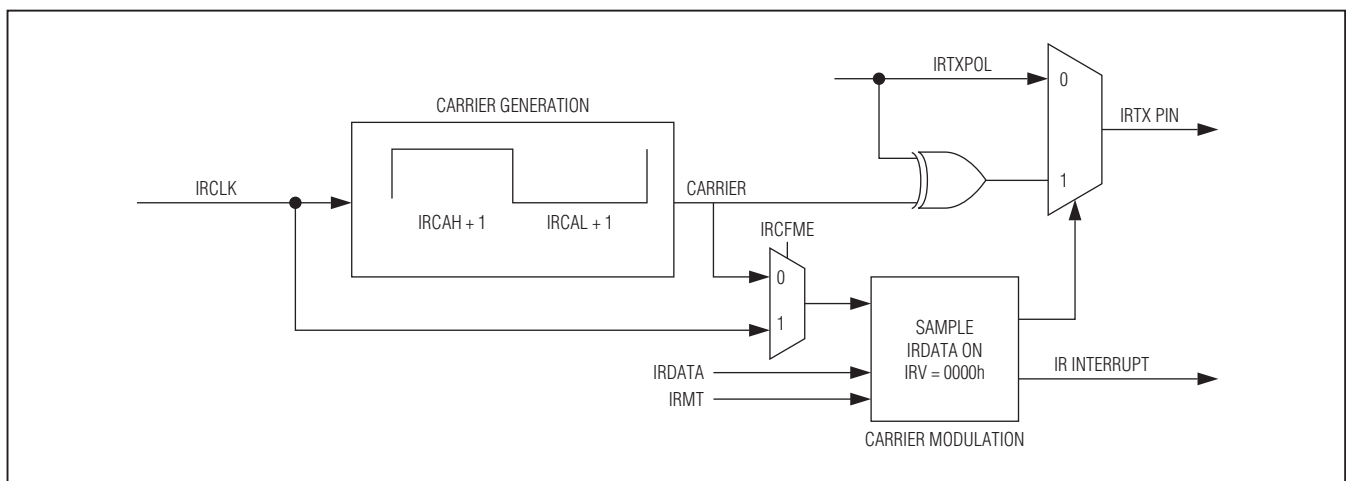 IRTXPOL
0
CARRIER GENERATION
IRTX PIN
IRCLK
CARRIER
1
IRCAH + 1
IRCAL + 1
IRCFME
0
1
SAMPLE
IRDATA ON
IRV = 0000h
IRDATA
IR INTERRUPT
IRMT
CARRIER MODULATION